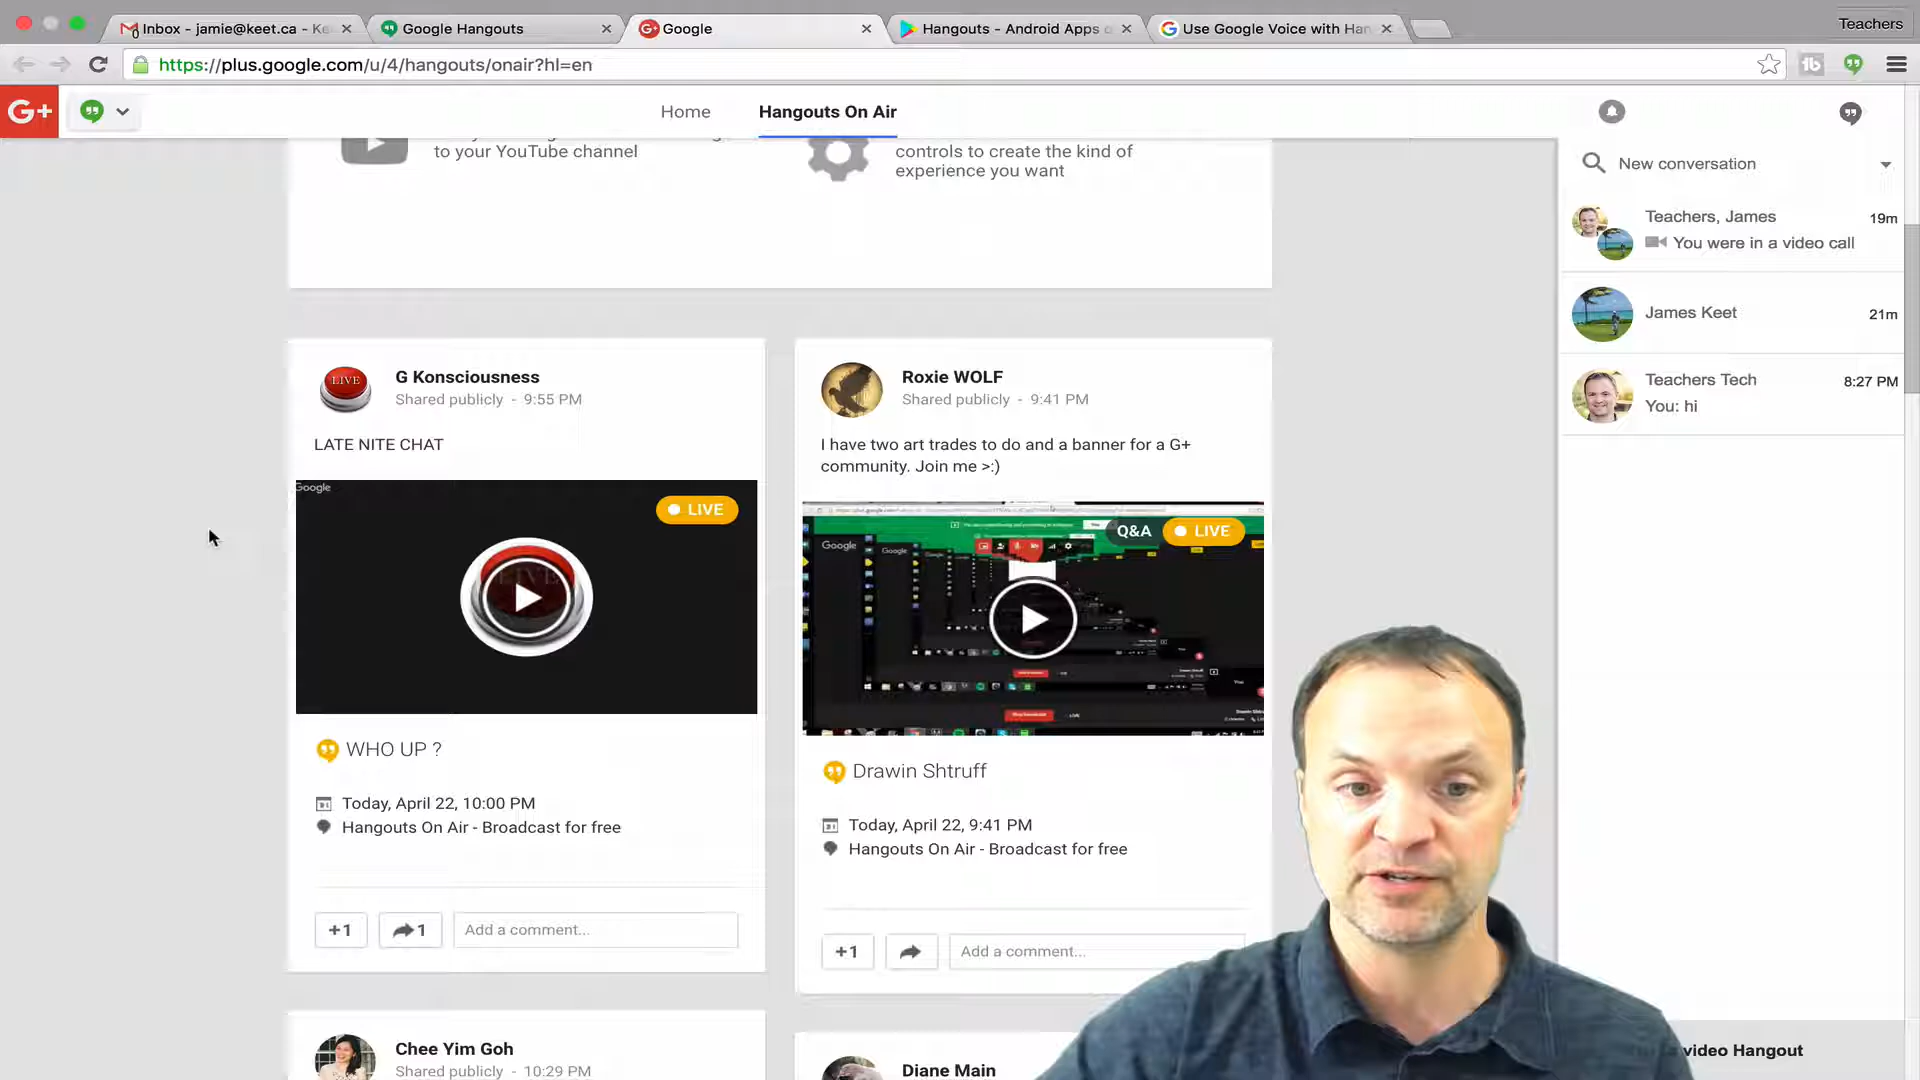 Inbox - jamie@keet.ca - Ke
Google Hangouts
Google
Hangouts - Android Apps o
Use Google Voice with Han
Teachers
https://plus.google.com/u/4/hangouts/onair?hl=en
G+
Home
Hangouts On Air
to your YouTube channel
controls to create the kind of
experience you want
New conversation
Teachers, James
19m
You were in a video call
James Keet
21m
Teachers Tech
8:27 PM
You: hi
LIVE
G Konsciousness
Shared publicly - 9:55 PM
LATE NITE CHAT
Google
LIVE
WHO UP ?
Today, April 22, 10:00 PM
Hangouts On Air - Broadcast for free
+1
1
Add a comment...
Roxie WOLF
Shared publicly - 9:41 PM
I have two art trades to do and a banner for a G+
community. Join me >:)
Google
Google
Q&A
LIVE
Drawin Shtruff
Today, April 22, 9:41 PM
Hangouts On Air - Broadcast for free
+1
Add a comment...
Chee Yim Goh
Shared publicly - 10:29 PM
Diane Main
video Hangout